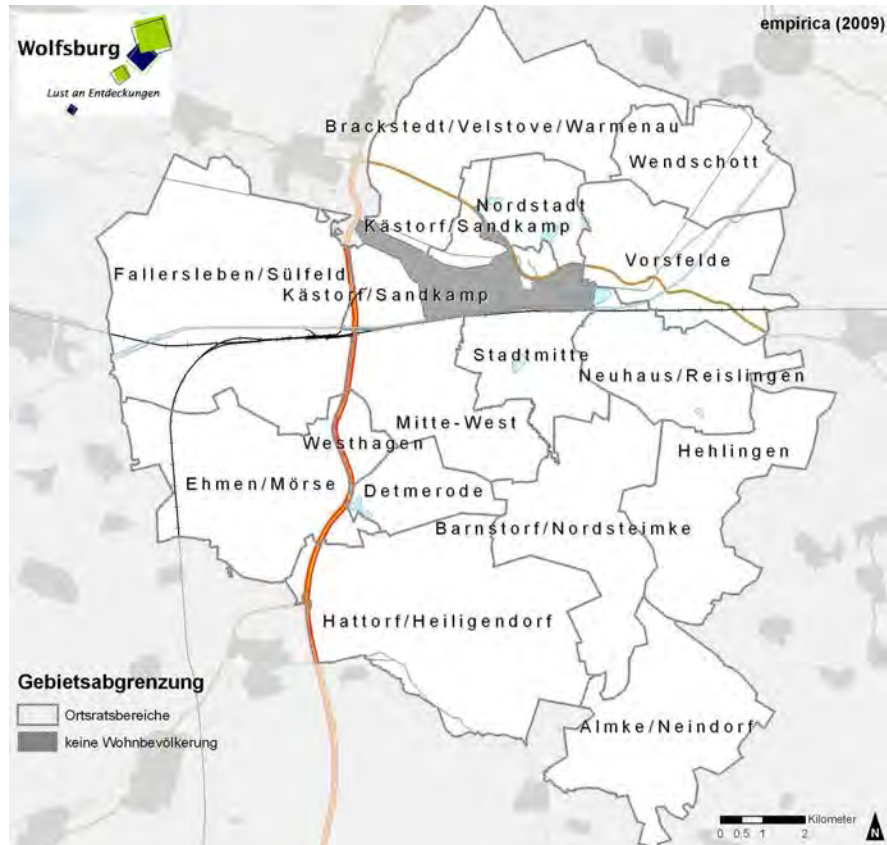 empirica (2009)
Wolfsburg
Lust an Entdeckungen
Brackstedt/Velstove/Warmenau
Wendschott
Nordstadt
Kästorf/Sandkamp
Vorsfelde
Fallersleben/Sülfeld
Kästorf/Sandkamp
Stadtmitte
Neuhaus/Reislingen
Mitte-West
Westhagen
Hehlingen
Ehmen/Mörse
Detmerode
Barnstorf/Nordsteimke
Hattorf/Heiligendorf
Gebietsabgrenzung
Ortsratsbereiche
keine Wohnbevölkerung
Almke/Neindorf
Kilometer
0 0,5 1 2
N